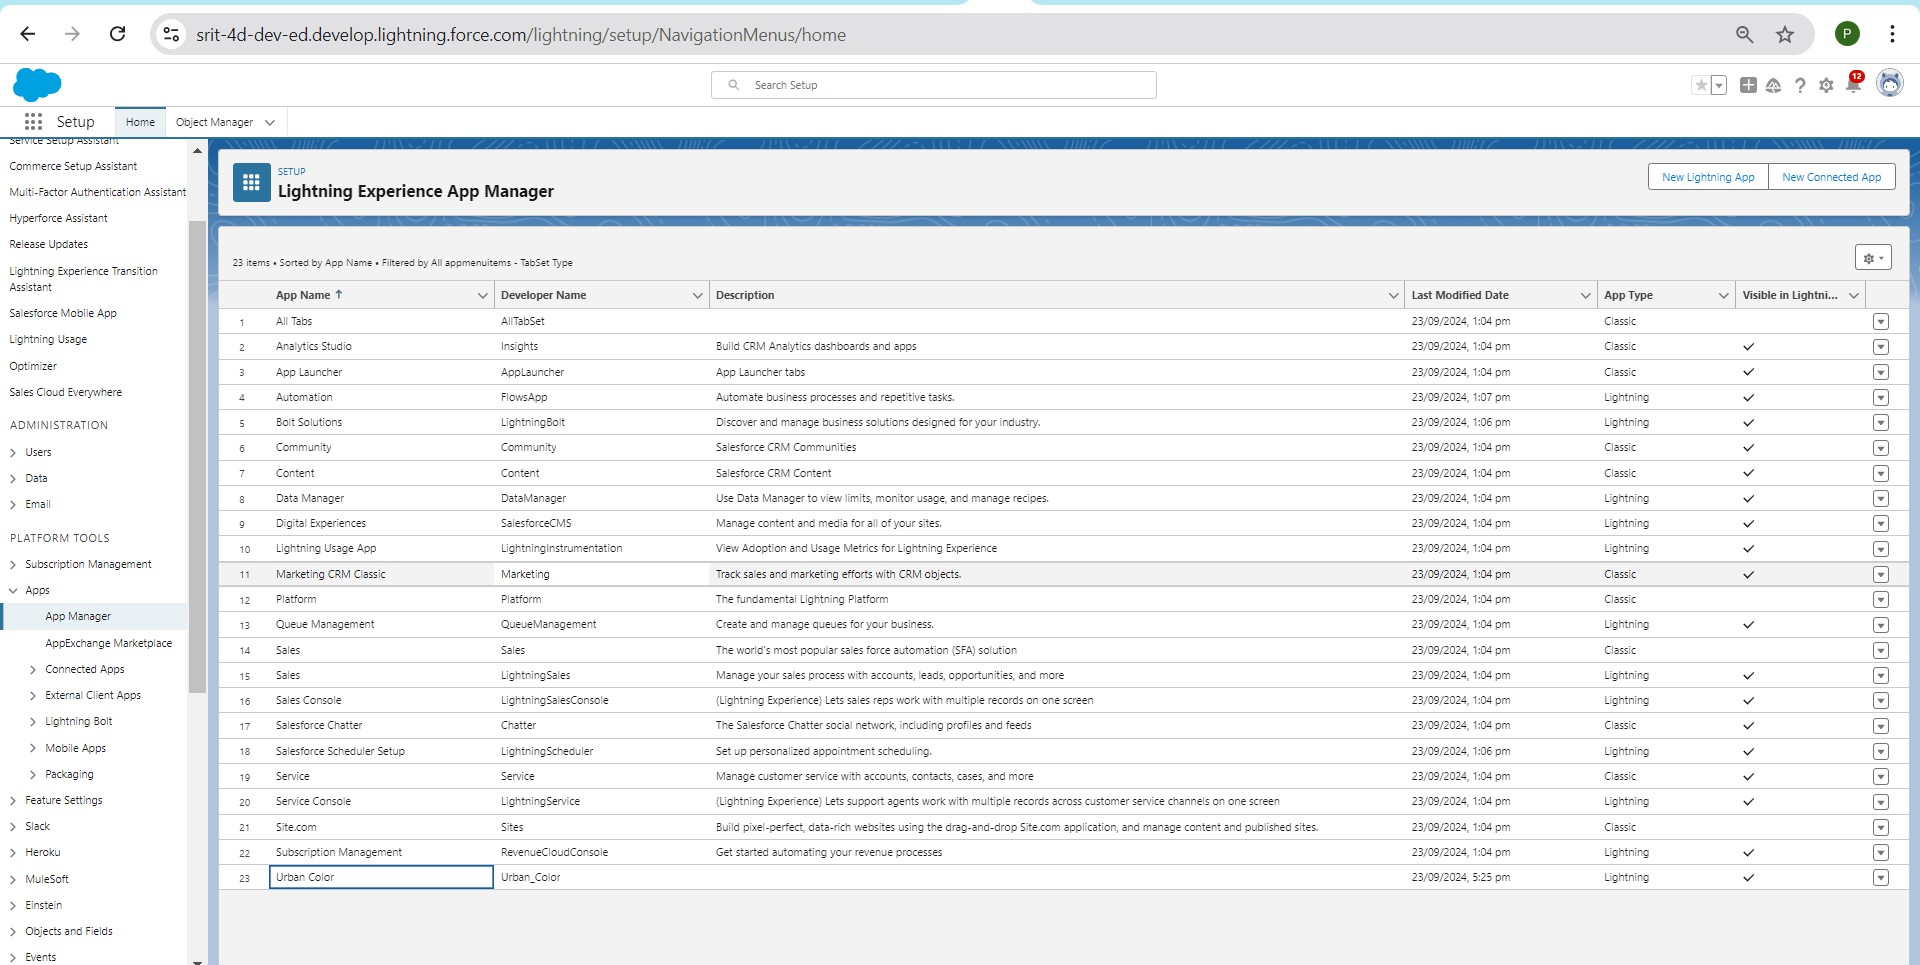 srit-4d-dev-ed.develop.lightning.force.com/lightning/setup/NavigationMenus/home
P
Search Setup
12
Setup
Home
Object Manager
Service Setup Assistant
Commerce Setup Assistant
Multi-Factor Authentication Assistant
Hyperforce Assistant
Release Updates
Lightning Experience Transition
Assistant
Salesforce Mobile App
Lightning Usage
Optimizer
Sales Cloud Everywhere
ADMINISTRATION
Users
Data
Email
PLATFORM TOOLS
Subscription Management
Apps
App Manager
AppExchange Marketplace
Connected Apps
External Client Apps
Lightning Bolt
Mobile Apps
Packaging
Feature Settings
Slack
Heroku
MuleSoft
Einstein
Objects and Fields
Events
SETUP
Lightning Experience App Manager
New Lightning App
New Connected App
23 items • Sorted by App Name • Filtered by All appmenuitems - TabSet Type
App Name Developer Name Description Last Modified Date App Type Visible in Lightni...
1 All Tabs AllTabSet 23/09/2024, 1:04 pm Classic
2 Analytics Studio Insights Build CRM Analytics dashboards and apps 23/09/2024, 1:04 pm Classic
3 App Launcher AppLauncher App Launcher tabs 23/09/2024, 1:04 pm Classic
4 Automation FlowsApp Automate business processes and repetitive tasks. 23/09/2024, 1:07 pm Lightning
5 Bolt Solutions LightningBolt Discover and manage business solutions designed for your industry. 23/09/2024, 1:06 pm Lightning
6 Community Community Salesforce CRM Communities 23/09/2024, 1:04 pm Classic
7 Content Content Salesforce CRM Content 23/09/2024, 1:04 pm Classic
8 Data Manager DataManager Use Data Manager to view limits, monitor usage, and manage recipes. 23/09/2024, 1:04 pm Lightning
9 Digital Experiences SalesforceCMS Manage content and media for all of your sites. 23/09/2024, 1:04 pm Lightning
10 Lightning Usage App LightningInstrumentation View Adoption and Usage Metrics for Lightning Experience 23/09/2024, 1:04 pm Lightning
11 Marketing CRM Classic Marketing Track sales and marketing efforts with CRM objects. 23/09/2024, 1:04 pm Classic
12 Platform Platform The fundamental Lightning Platform 23/09/2024, 1:04 pm Classic
13 Queue Management QueueManagement Create and manage queues for your business. 23/09/2024, 1:04 pm Lightning
14 Sales Sales The world's most popular sales force automation (SFA) solution 23/09/2024, 1:04 pm Classic
15 Sales LightningSales Manage your sales process with accounts, leads, opportunities, and more 23/09/2024, 1:04 pm Lightning
16 Sales Console LightningSalesConsole (Lightning Experience) Lets sales reps work with multiple records on one screen 23/09/2024, 1:04 pm Lightning
17 Salesforce Chatter Chatter The Salesforce Chatter social network, including profiles and feeds 23/09/2024, 1:04 pm Classic
18 Salesforce Scheduler Setup LightningScheduler Set up personalized appointment scheduling. 23/09/2024, 1:06 pm Lightning
19 Service Service Manage customer service with accounts, contacts, cases, and more 23/09/2024, 1:04 pm Classic
20 Service Console LightningService (Lightning Experience) Lets support agents work with multiple records across customer service channels on one screen 23/09/2024, 1:04 pm Lightning
21 Site.com Sites Build pixel-perfect, data-rich websites using the drag-and-drop Site.com application, and manage content and published sites. 23/09/2024, 1:04 pm Classic
22 Subscription Management RevenueCloudConsole Get started automating your revenue processes 23/09/2024, 1:04 pm Lightning
23 Urban Color Urban_Color 23/09/2024, 5:25 pm Lightning